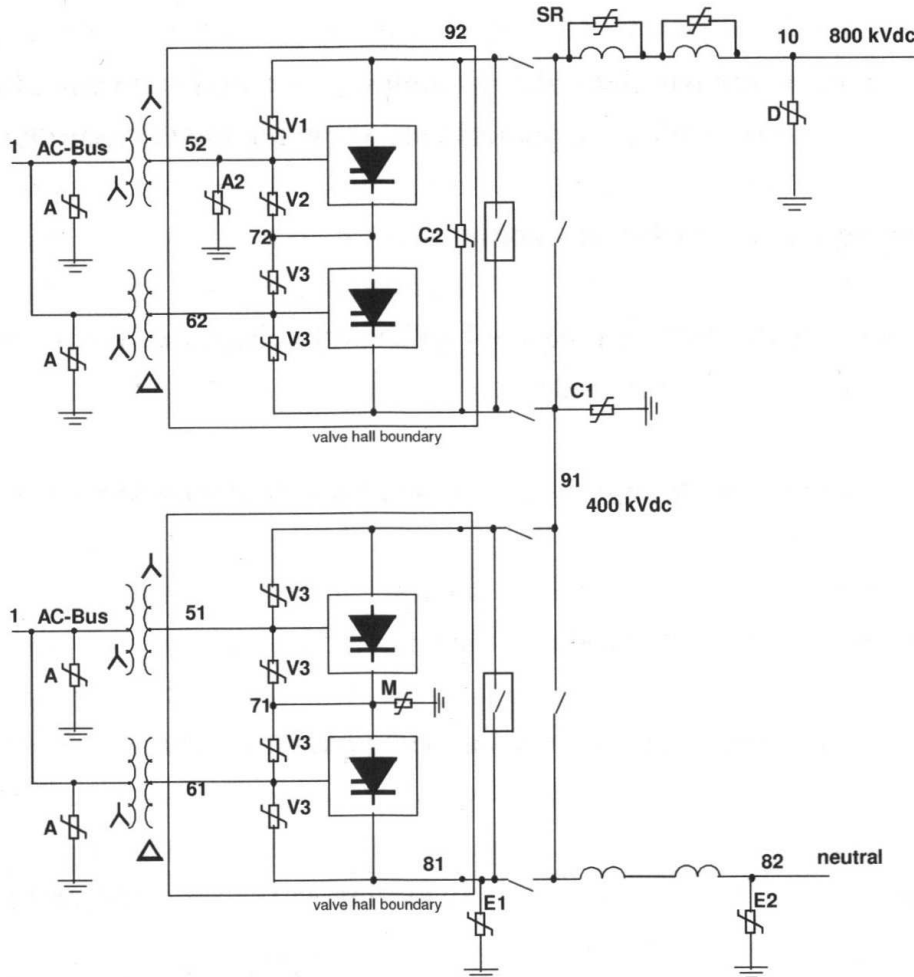 SR
92
10
800 kVdc
V1
D
1
AC-Bus
52
A2
A
V2
72
C2
V3
62
A
V3
C1
valve hall boundary
91
400 kVdc
V3
1
AC-Bus
51
A
V3
M
71
V3
61
A
V3
81
82
neutral
valve hall boundary
E1
E2